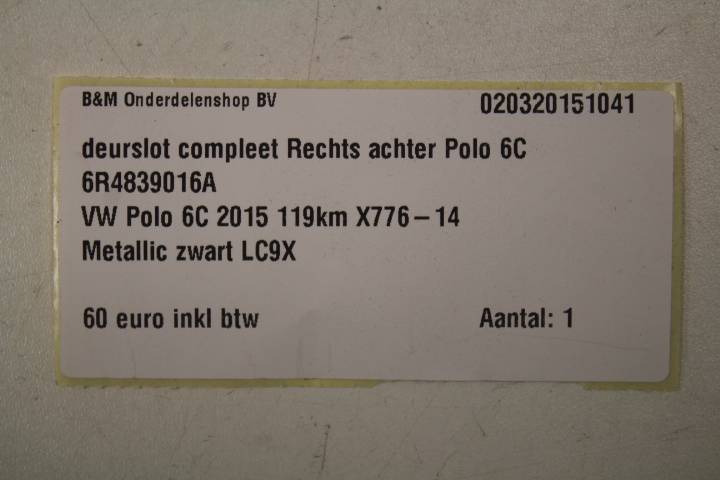 B&M Onderdelenshop BV 020320151041
deurslot compleet Rechts achter Polo 6C
6R4839016A
VW Polo 6C 2015 119km X776-14
Metallic zwart LC9X
60 euro inkl btw Aantal: 1